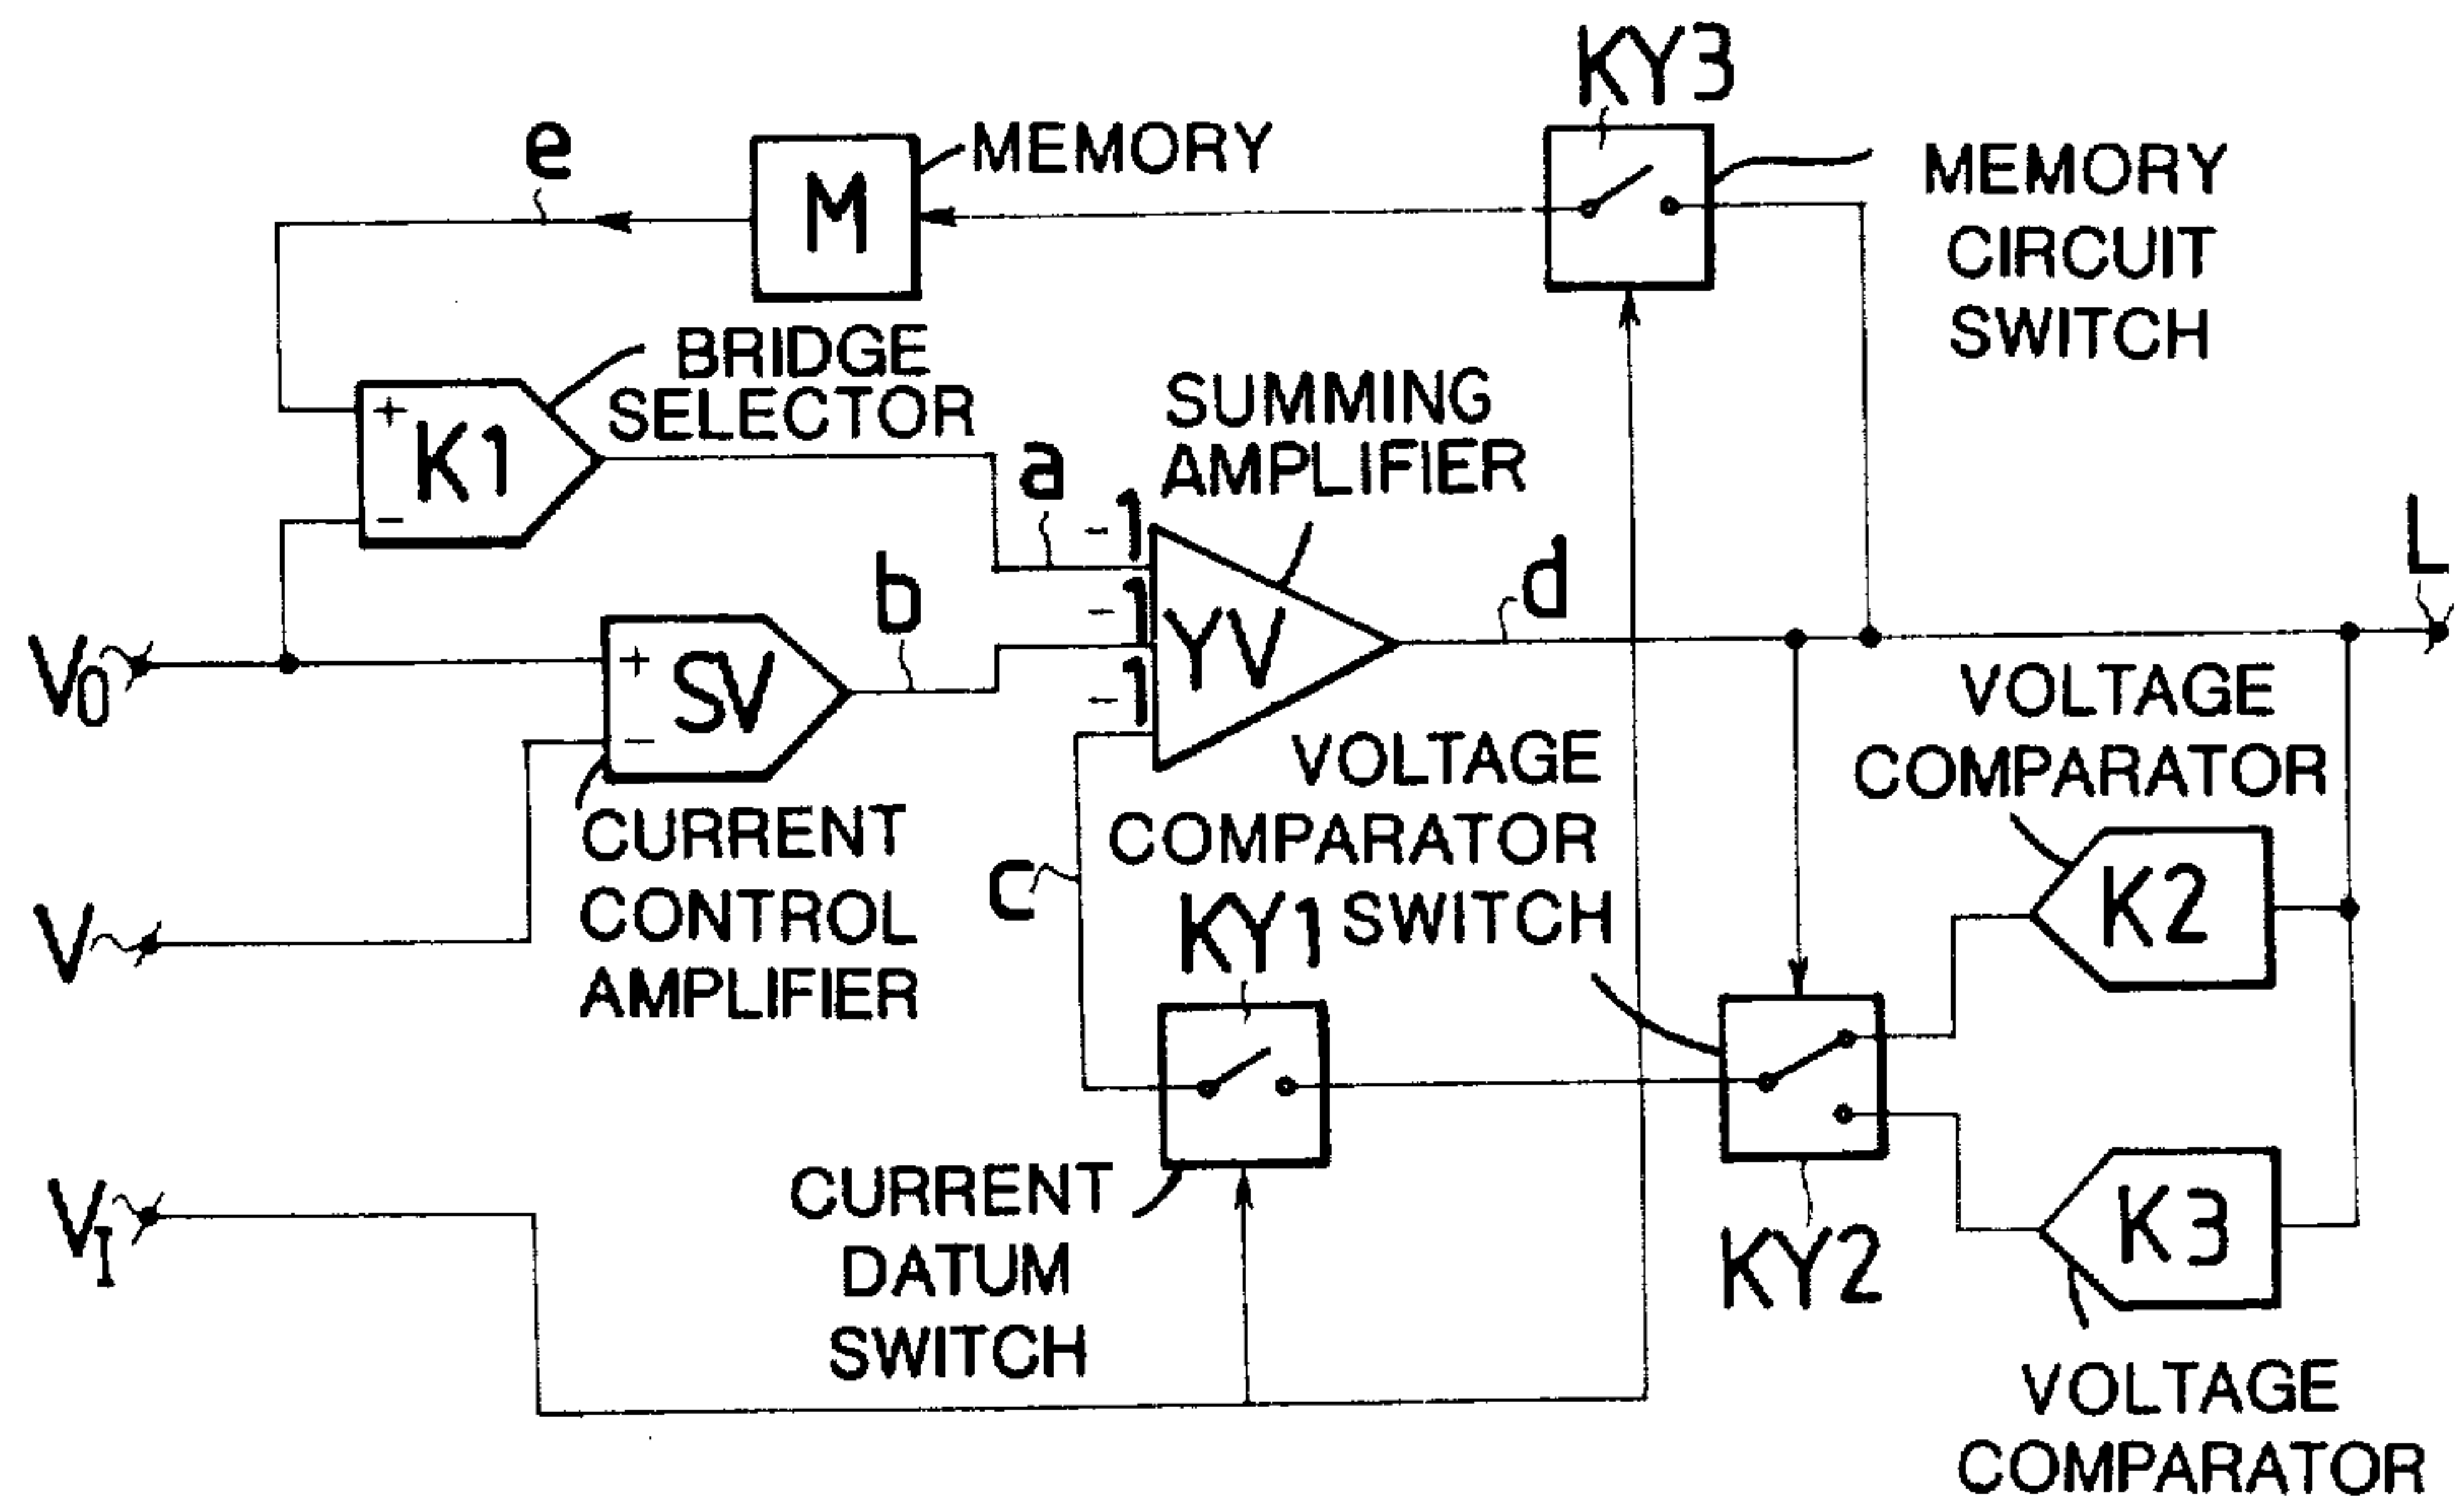 KY3
e
MEMORY
M
MEMORY
CIRCUIT
SWITCH
BRIDGE
SELECTOR
+
K1
-
SUMMING
AMPLIFIER
a
-1
b
-1
YV
-1
d
L
V0
+
SV
-
VOLTAGE
COMPARATOR
VOLTAGE
COMPARATOR
SWITCH
CURRENT
CONTROL
AMPLIFIER
c
KY1
K2
V
VI
CURRENT
DATUM
SWITCH
KY2
K3
VOLTAGE
COMPARATOR